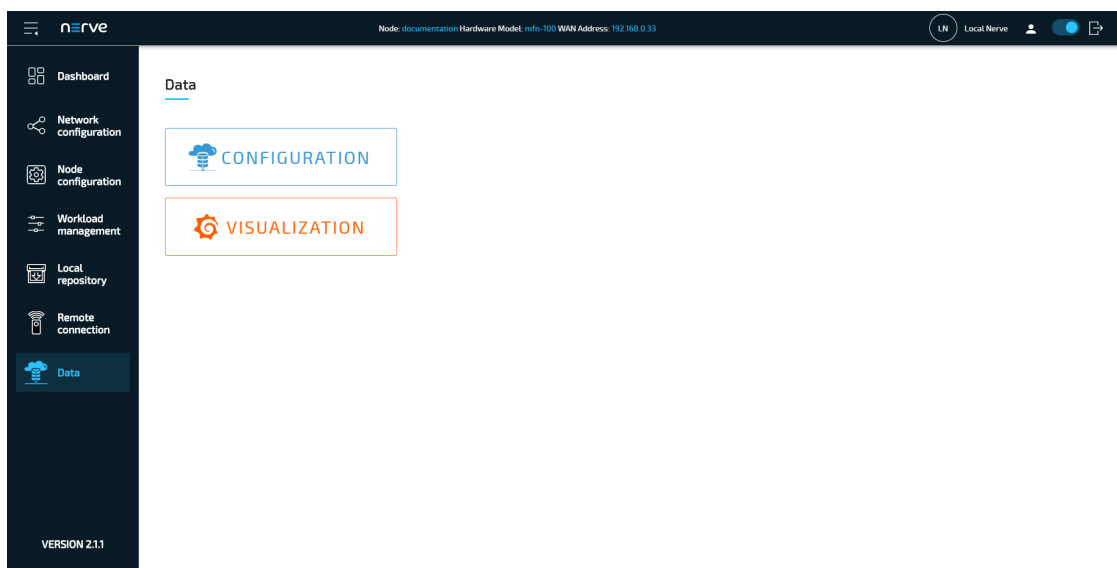 nerve
Node: documentation Hardware Model: mfn-100 WAN Address: 192.168.0.33
LN
Local Nerve
Dashboard
Network
configuration
Node
configuration
Workload
management
Local
repository
Remote
connection
Data
VERSION 2.1.1
Data
CONFIGURATION
VISUALIZATION